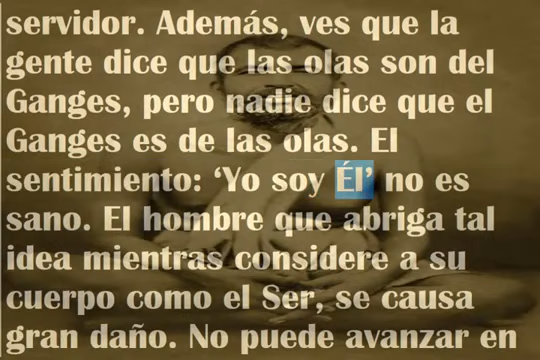 servidor. Además, ves que la
gente dice que las olas son del
Ganges, pero nadie dice que el
Ganges es de las olas. El
sentimiento: ‘Yo soy Él’ no es
sano. El hombre que abriga tal
idea mientras considere a su
cuerpo como el Ser, se causa
gran daño. No puede avanzar en